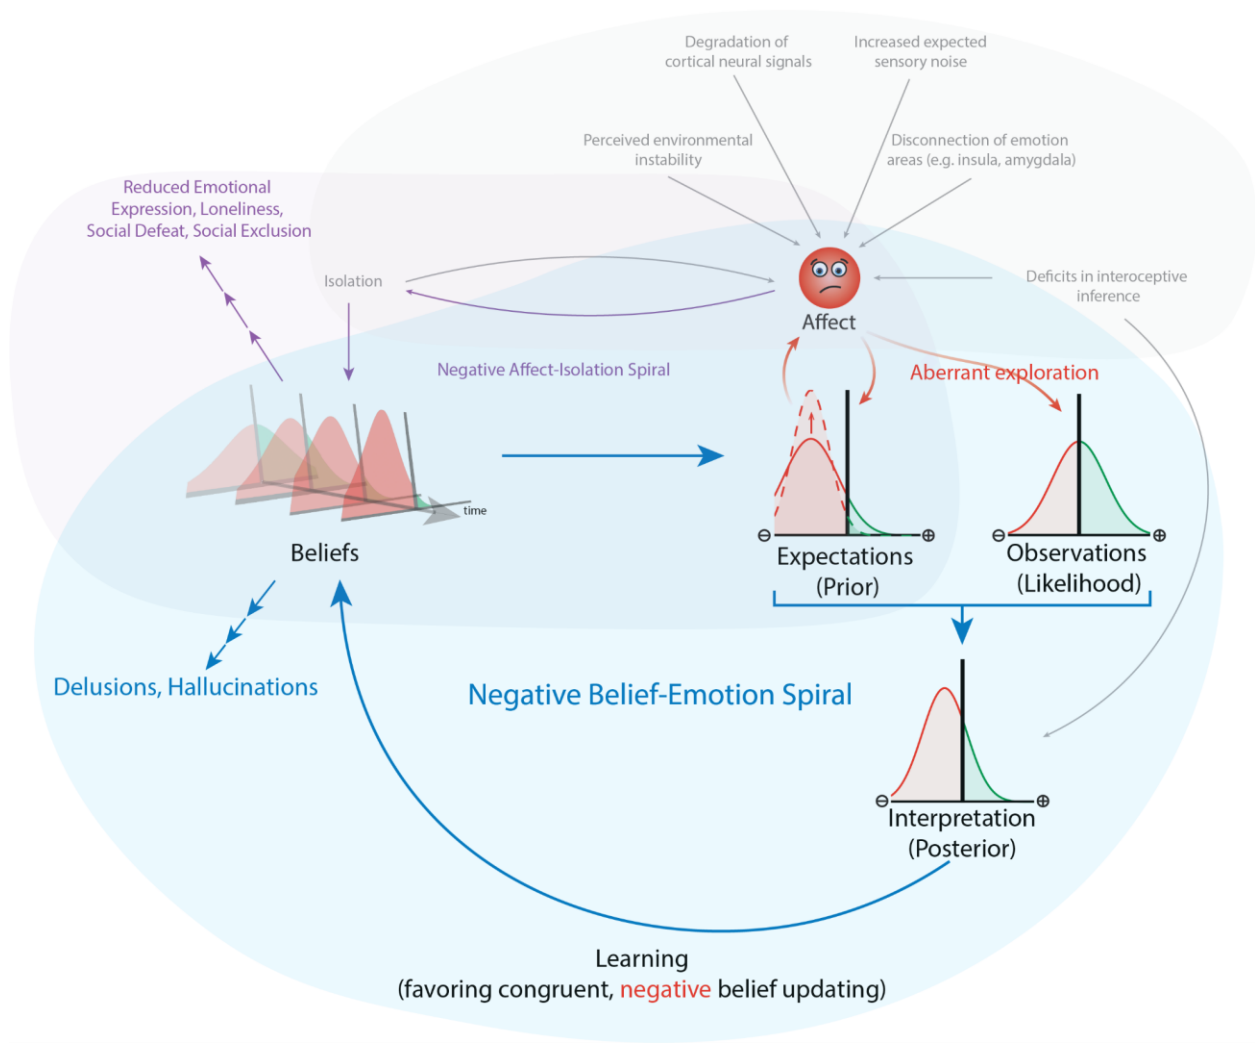 Degradation of
cortical neural signals
Increased expected
sensory noise
Perceived environmental
instability
Disconnection of emotion
areas (e.g. insula, amygdala)
Reduced Emotional
Expression, Loneliness,
Social Defeat, Social Exclusion
Isolation
Deficits in interoceptive
inference
Affect
Negative Affect-Isolation Spiral
Aberrant exploration
time
Beliefs
⊖ ⊕
Expectations
(Prior)
⊖ ⊕
Observations
(Likelihood)
Delusions, Hallucinations
Negative Belief-Emotion Spiral
⊖ ⊕
Interpretation
(Posterior)
Learning
(favoring congruent, negative belief updating)